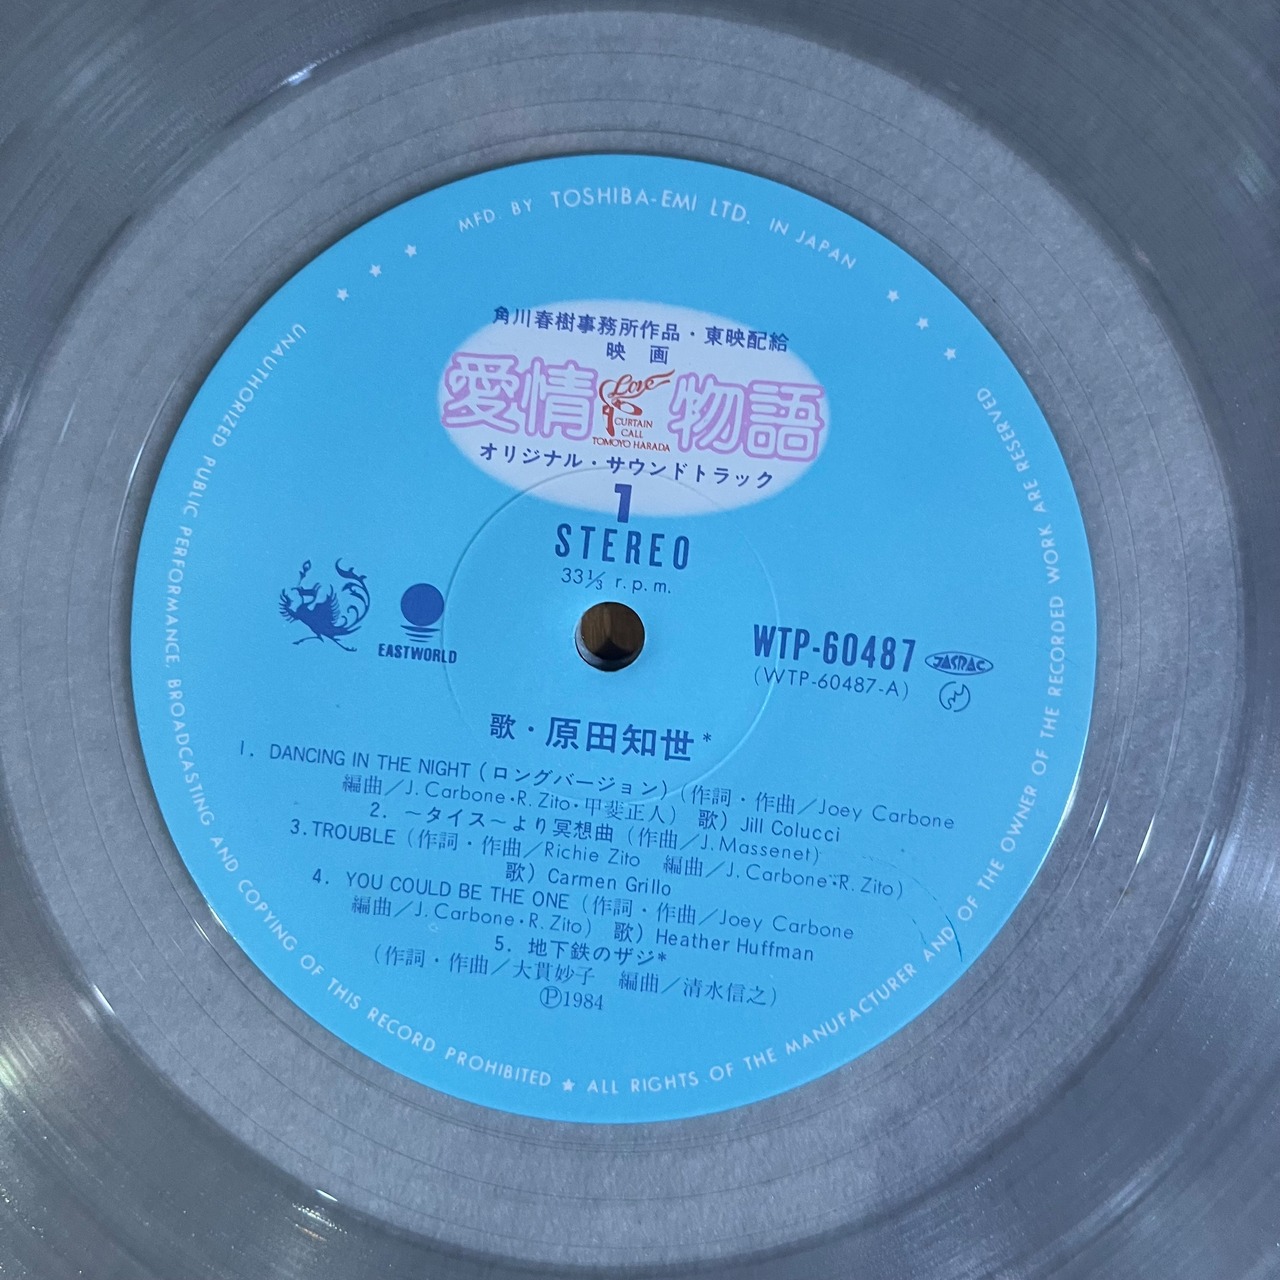 MFD. BY TOSHIBA-EMI LTD. IN JAPAN
角川春樹事務所作品・東映配給
映画
愛情物語
Love
CURTAIN
CALL
TOMOYO HARADA
オリジナル・サウンドトラック
1
STEREO
33⅓ r.p.m.
EASTWORLD
WTP-60487
JASRAC
(WTP-60487-A)
歌・原田知世*
1. DANCING IN THE NIGHT (ロングバージョン) (作詞・作曲/Joey Carbone
編曲/J. Carbone・R. Zito・甲斐正人) 歌) Jill Colucci
2. ～タイス～より冥想曲 (作曲/J. Massenet)
3. TROUBLE (作詞・作曲/Richie Zito 編曲/J. Carbone・R. Zito)
歌) Carmen Grillo
4. YOU COULD BE THE ONE (作詞・作曲/Joey Carbone
編曲/J. Carbone・R. Zito) 歌) Heather Huffman
5. 地下鉄のザジ*
(作詞・作曲/大貫妙子 編曲/清水信之)
Ⓟ1984
UNAUTHORIZED PUBLIC PERFORMANCE, BROADCASTING AND COPYING OF THIS RECORD PROHIBITED ★ ALL RIGHTS OF THE MANUFACTURER AND OF THE OWNER OF THE RECORDED WORK ARE RESERVED